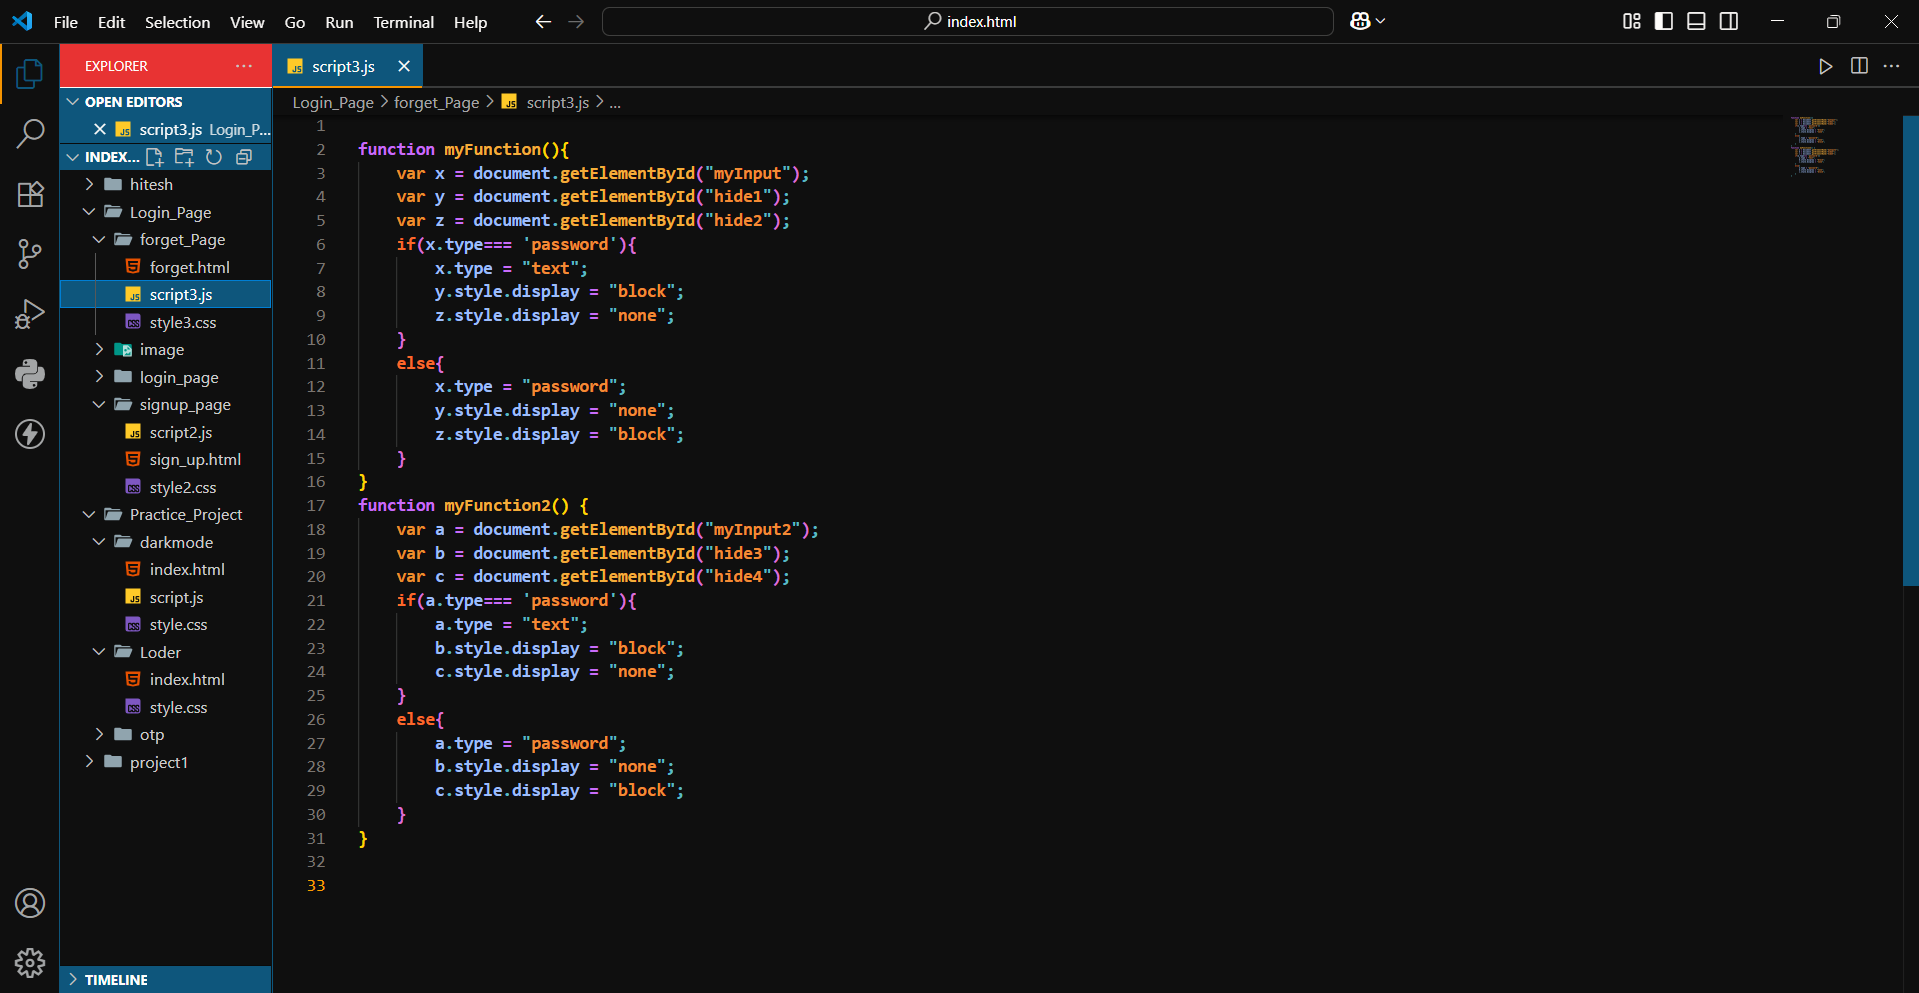 File Edit Selection View Go Run Terminal Help
index.html
EXPLORER
script3.js
OPEN EDITORS
script3.js Login_P...
INDEX...
hitesh
Login_Page
forget_Page
forget.html
script3.js
style3.css
image
login_page
signup_page
script2.js
sign_up.html
style2.css
Practice_Project
darkmode
index.html
script.js
style.css
Loder
index.html
style.css
otp
project1
TIMELINE
Login_Page > forget_Page > script3.js > ...
1
2 function myFunction(){
3 var x = document.getElementById("myInput");
4 var y = document.getElementById("hide1");
5 var z = document.getElementById("hide2");
6 if(x.type=== 'password'){
7 x.type = "text";
8 y.style.display = "block";
9 z.style.display = "none";
10 }
11 else{
12 x.type = "password";
13 y.style.display = "none";
14 z.style.display = "block";
15 }
16 }
17 function myFunction2() {
18 var a = document.getElementById("myInput2");
19 var b = document.getElementById("hide3");
20 var c = document.getElementById("hide4");
21 if(a.type=== 'password'){
22 a.type = "text";
23 b.style.display = "block";
24 c.style.display = "none";
25 }
26 else{
27 a.type = "password";
28 b.style.display = "none";
29 c.style.display = "block";
30 }
31 }
32
33